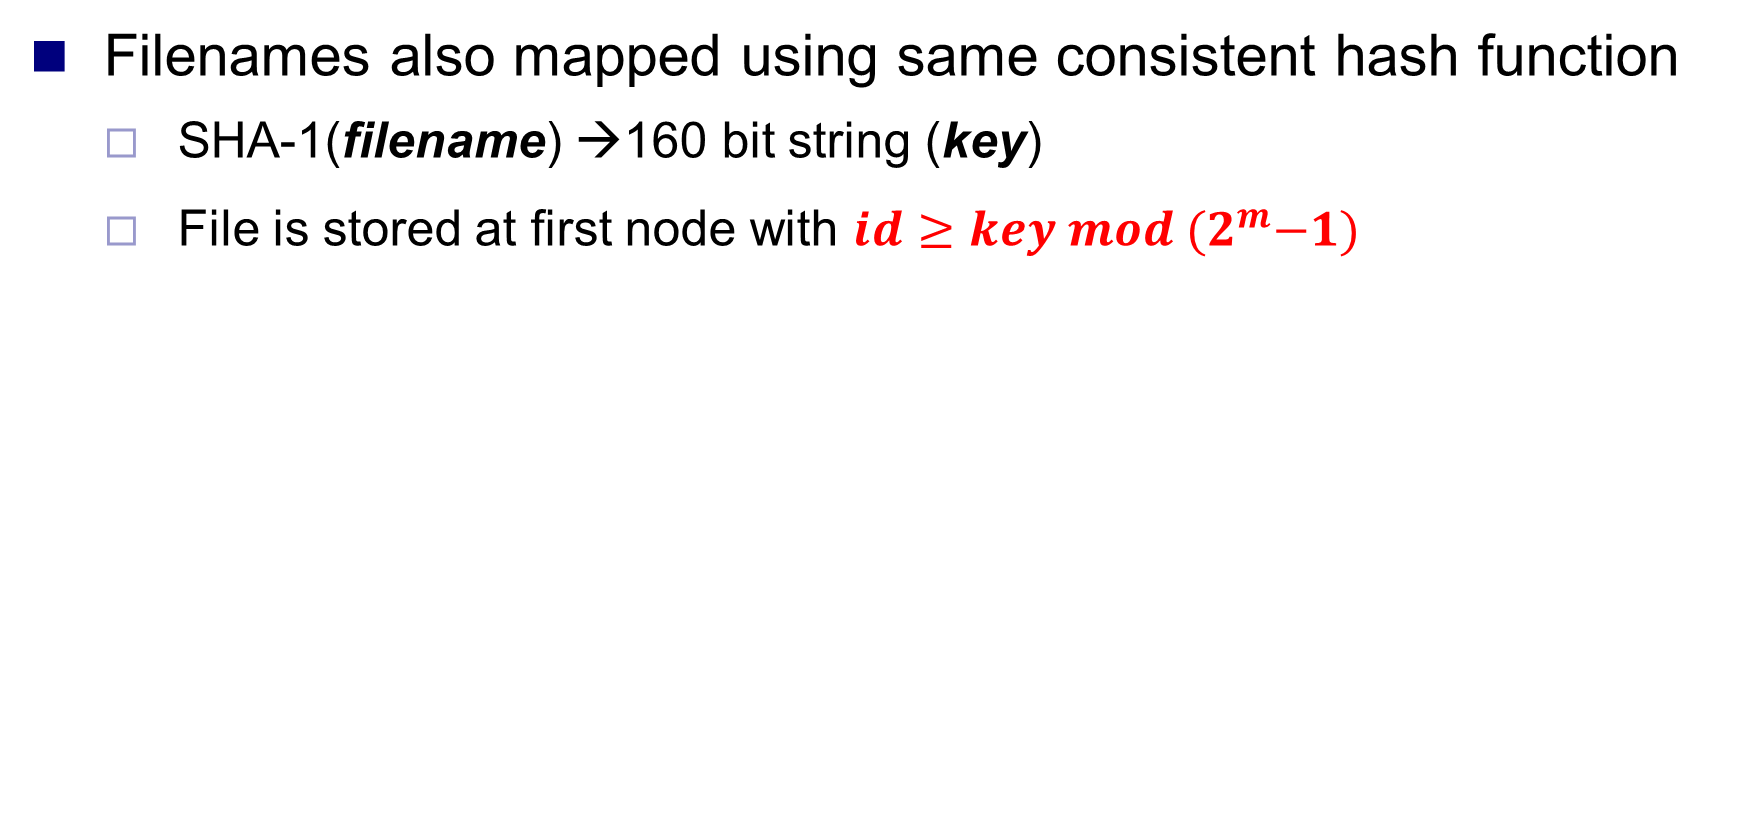 ■ Filenames also mapped using same consistent hash function
□ SHA-1(filename) →160 bit string (key)
□ File is stored at first node with id ≥ key mod (2^m−1)